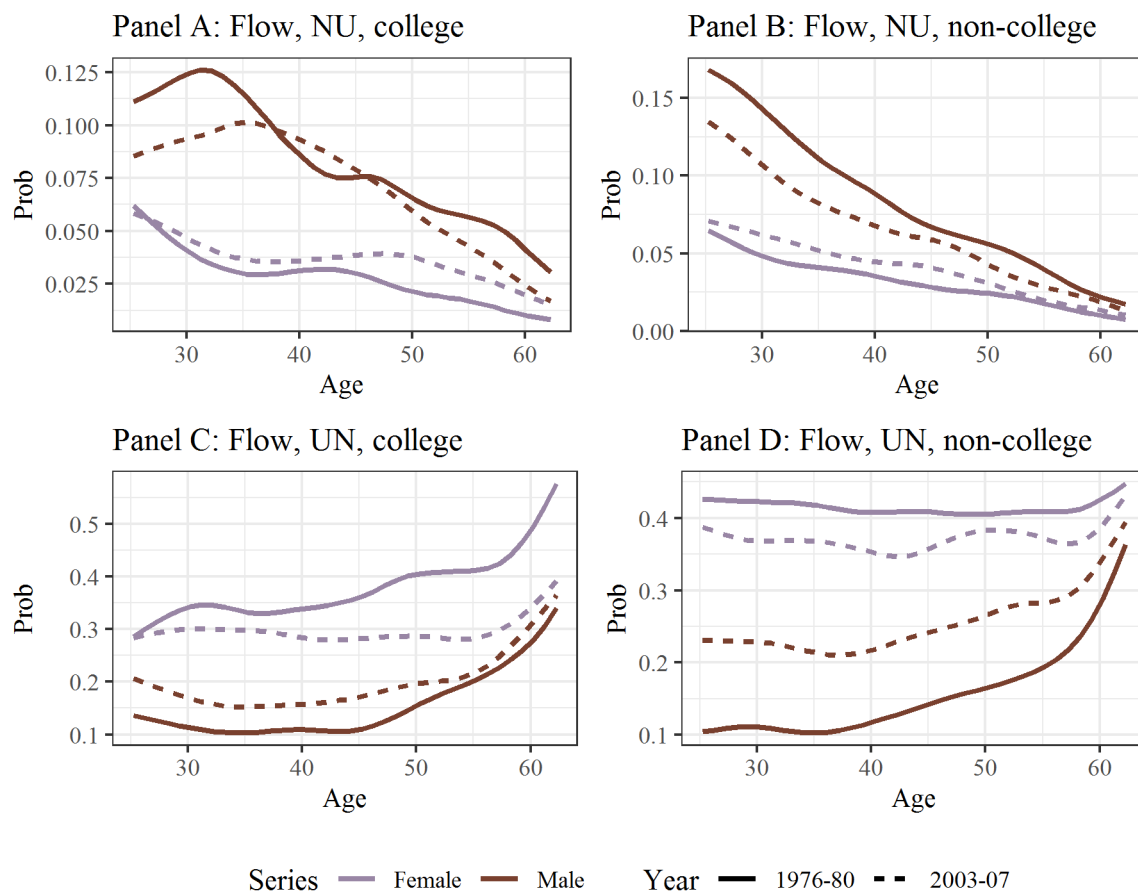 Panel A: Flow, NU, college
Prob
0.125
0.100
0.075
0.050
0.025
30 40 50 60
Age
Panel B: Flow, NU, non-college
Prob
0.15
0.10
0.05
0.00
30 40 50 60
Age
Panel C: Flow, UN, college
Prob
0.5
0.4
0.3
0.2
0.1
30 40 50 60
Age
Panel D: Flow, UN, non-college
Prob
0.4
0.3
0.2
0.1
30 40 50 60
Age
Series Female Male Year 1976-80 2003-07